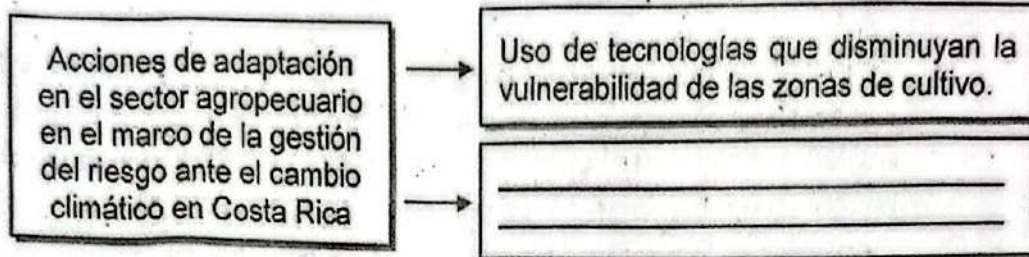 Acciones de adaptación
en el sector agropecuario
en el marco de la gestión
del riesgo ante el cambio
climático en Costa Rica
Uso de tecnologías que disminuyan la
vulnerabilidad de las zonas de cultivo.